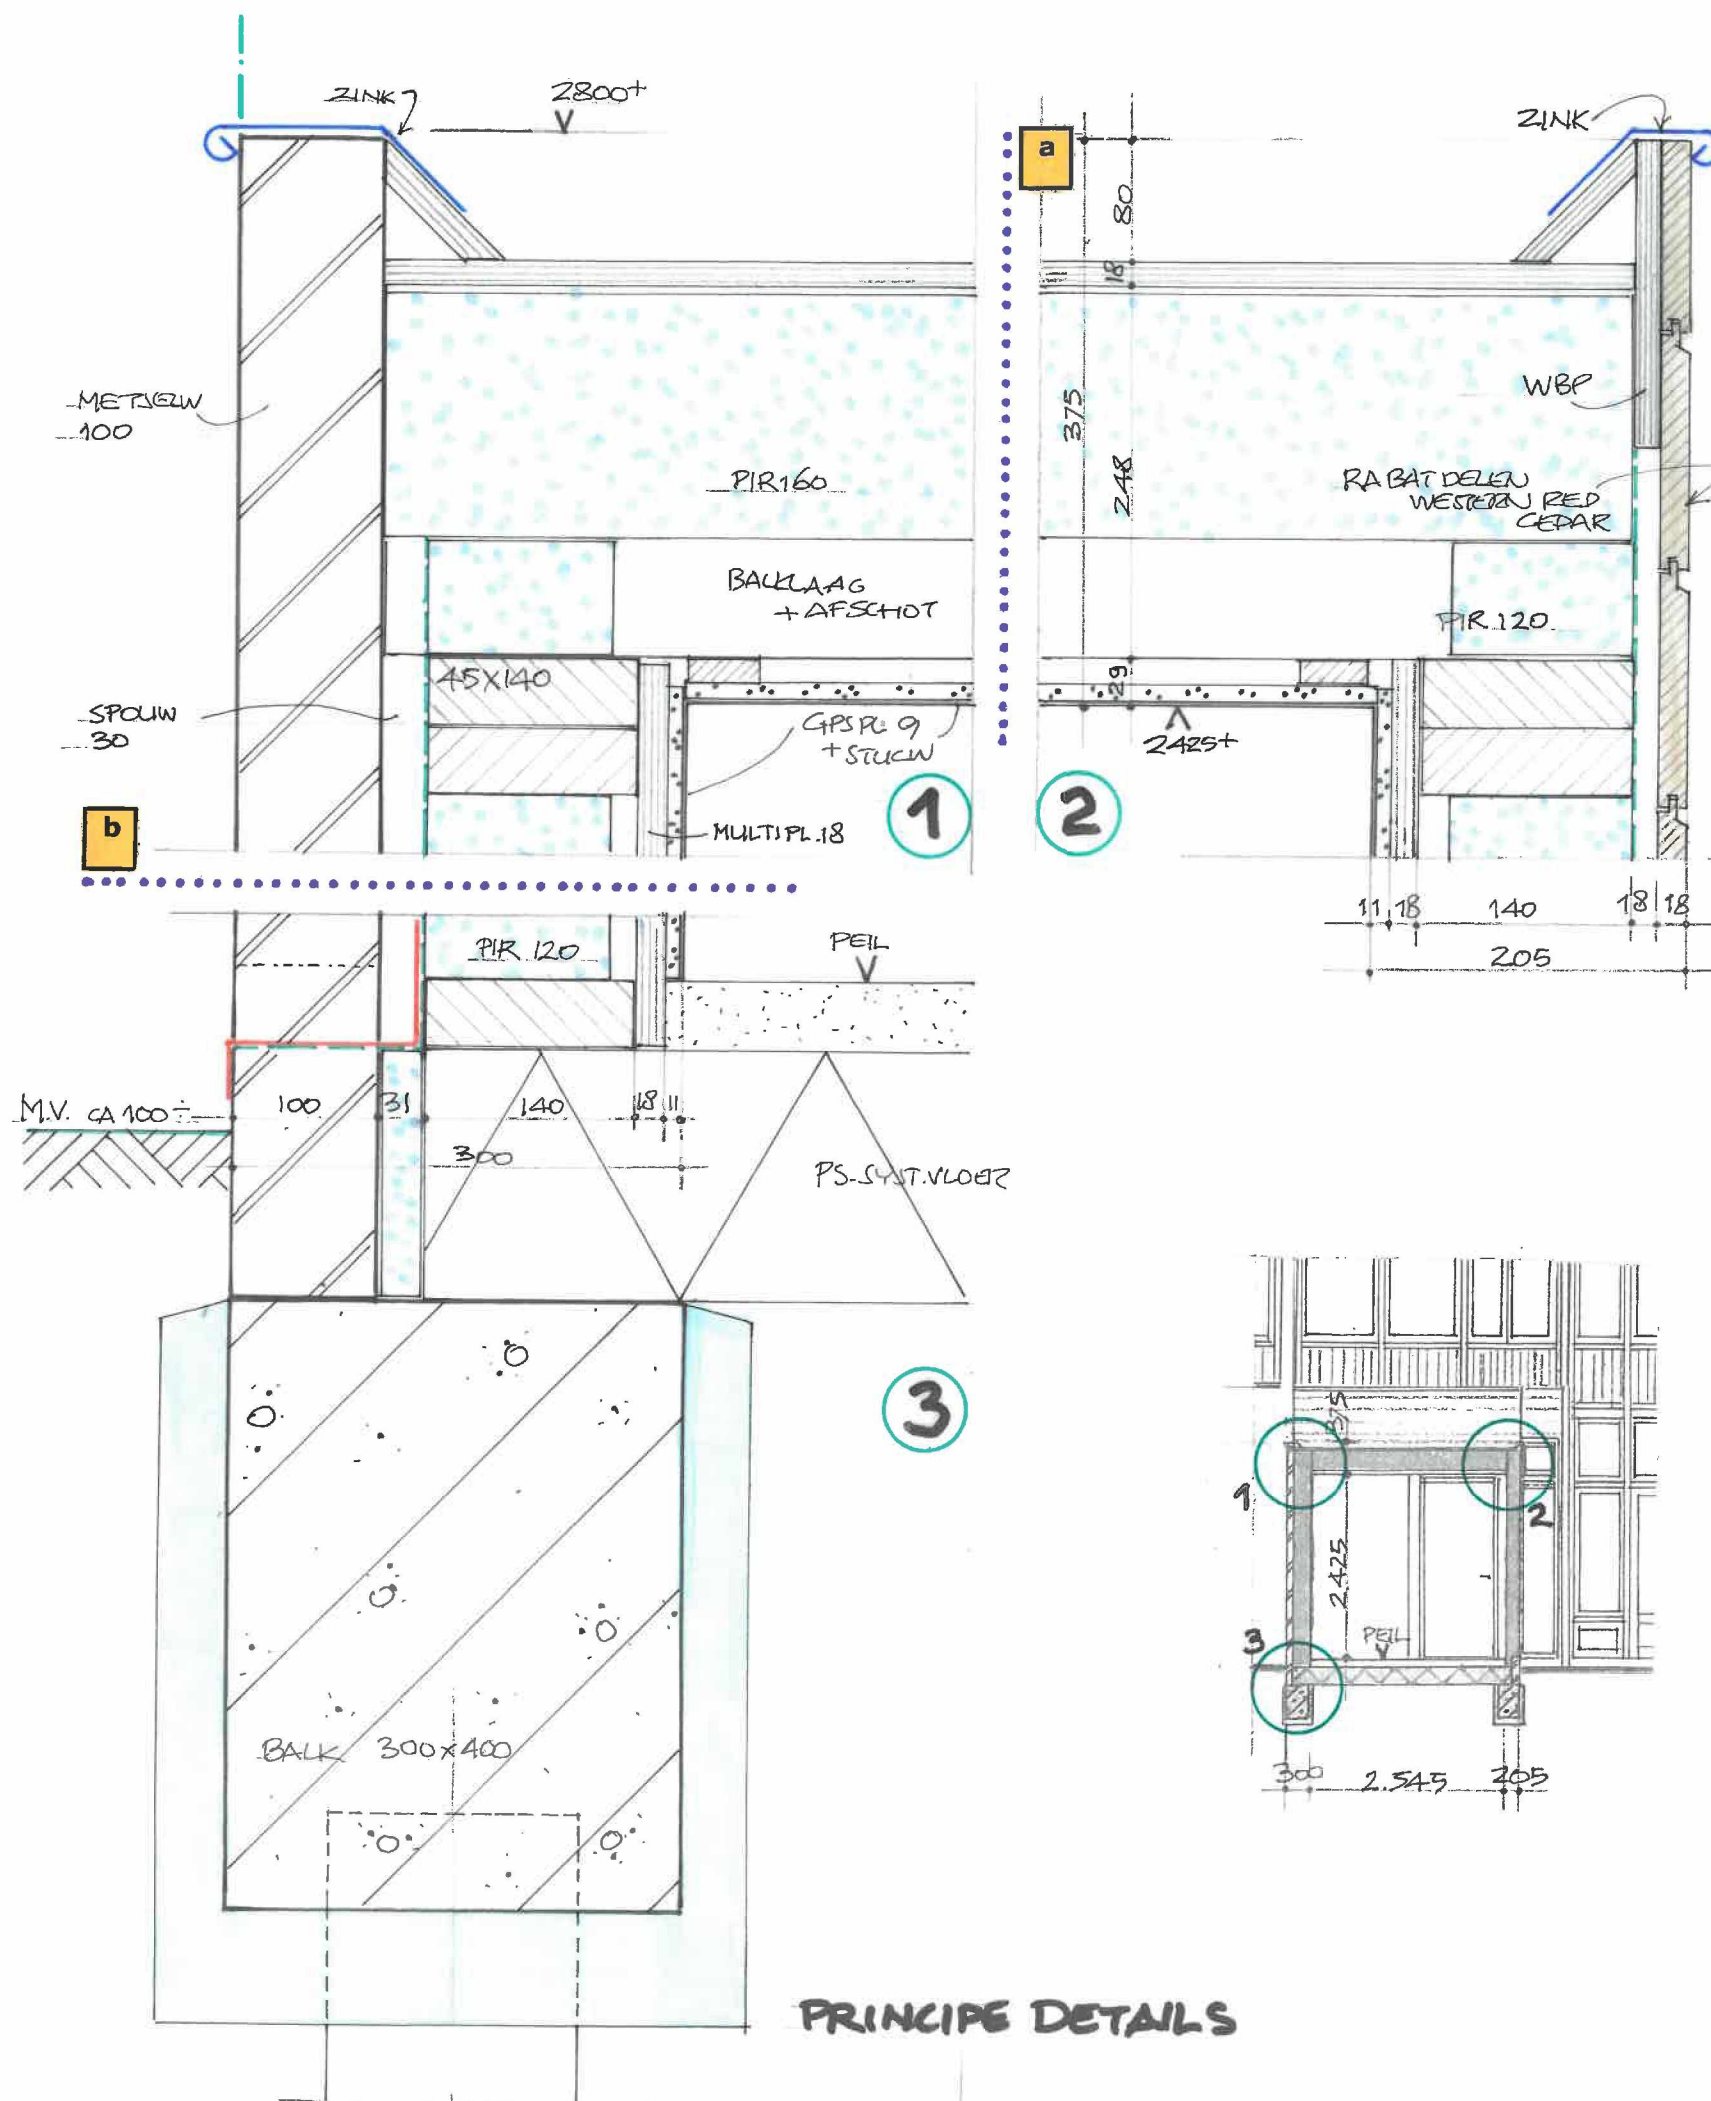 ZINK
2800+
a
ZINK
80
18
METSELW
100
375
248
WBP
PIR 160
RABATDELEN
WESTERN RED
CEDAR
BALKLAAG
+ AFSCHOT
PIR 120
45X140
29
SPOUW
30
GPSPL 9
+ STUCW
2425+
b
1
2
MULTIPL. 18
11 18 140 18 18
205
PIR 120
PEIL
M.V. CA 100÷
100 31 140 18 11
300
PS-SYST. VLOER
3
375
1
2
2.425
3
PEIL
BALK 300x400
300 2.545 205
PRINCIPE DETAILS